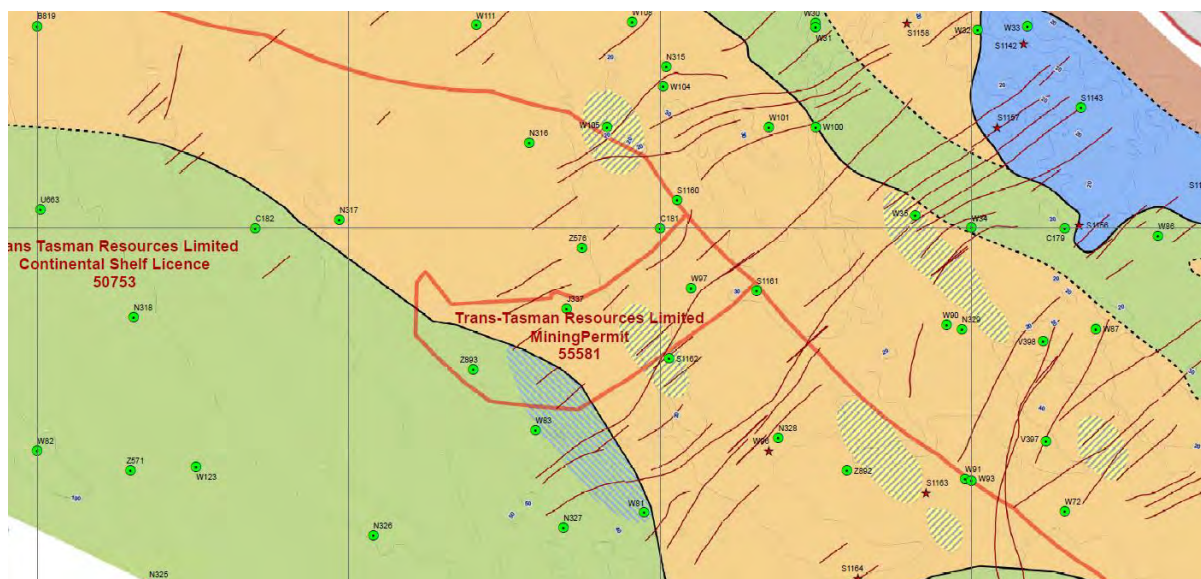 B819
W111
W108
W30
W31
S1158
W32
W33
S1142
N315
W104
S1143
W105
W101
W100
S1157
N316
S1160
U663
C182
N317
C181
W35
W34
C179
S1156
W86
Z576
ans Tasman Resources Limited
Continental Shelf Licence
50753
W97
S1161
J337
N318
Trans-Tasman Resources Limited
MiningPermit
55581
W90
N329
V398
W87
Z893
S1162
W83
W96
N328
V397
W82
Z571
W123
Z892
W91
W93
S1163
W81
W72
N327
N326
N325
S1164